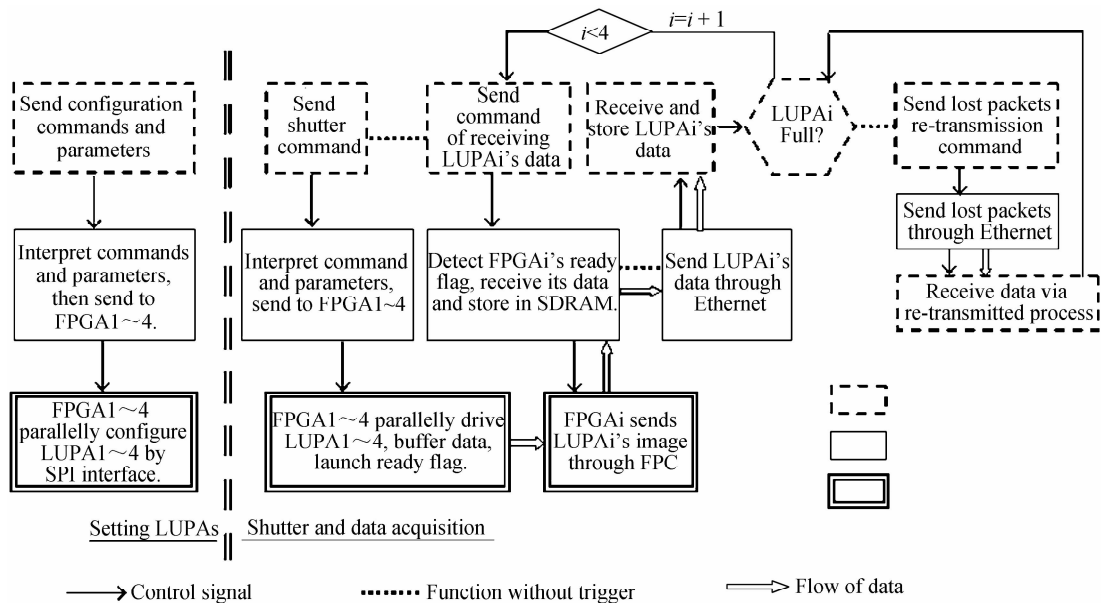 i<4
i=i + 1
Send configuration
commands and
parameters
Send
shutter
command
Send
command
of receiving
LUPAi's data
Receive and
store LUPAi's
data
LUPAi
Full?
Send lost packets
re-transmission
command
Send lost packets
through Ethernet
Receive data via
re-transmitted process
Interpret commands
and parameters,
then send to
FPGA1~4.
Interpret command
and parameters,
send to FPGA1~4
Detect FPGAi's ready
flag, receive its data
and store in SDRAM.
Send LUPAi's
data through
Ethernet
FPGA1~4
parallelly configure
LUPA1~4 by
SPI interface.
FPGA1~4 parallelly drive
LUPA1~4, buffer data,
launch ready flag.
FPGAi sends
LUPAi's image
through FPC
Setting LUPAs
Shutter and data acquisition
Control signal
Function without trigger
Flow of data